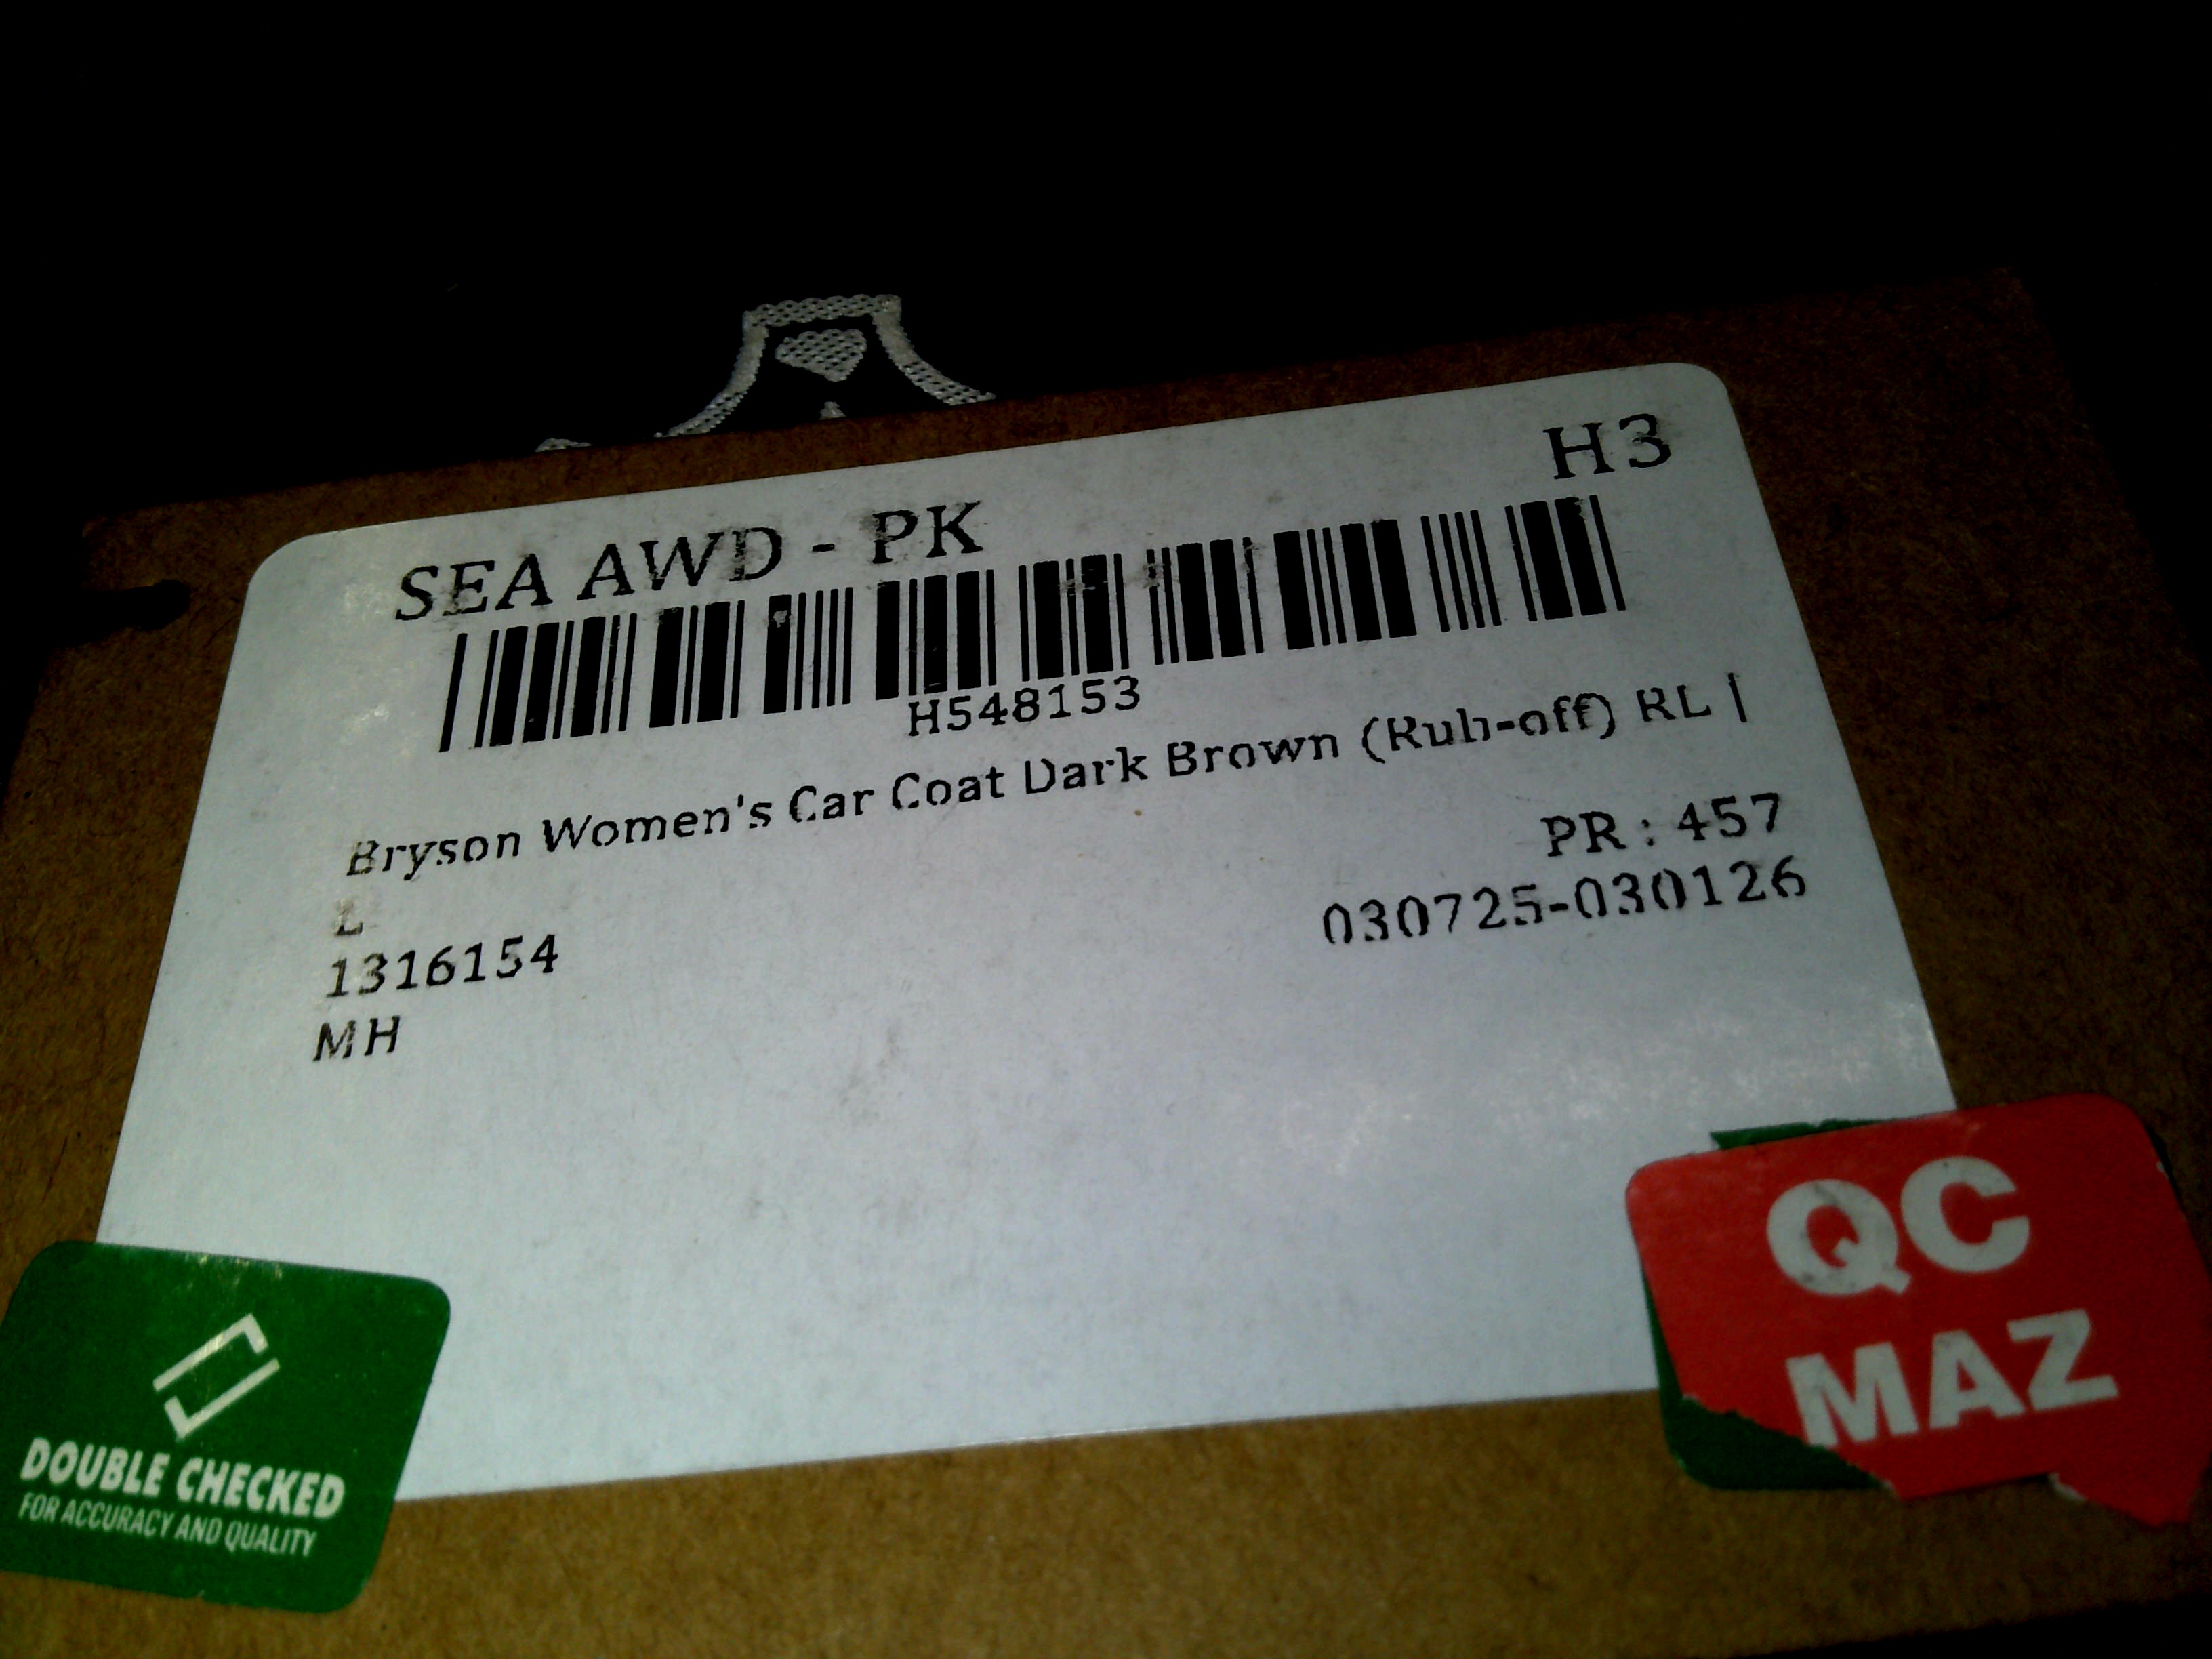 H3
SEA AWD - PK
H548153
Bryson Women's Car Coat Dark Brown (Rub-off) RL |
L
PR : 457
1316154
030725-030126
MH
QC
MAZ
DOUBLE CHECKED
FOR ACCURACY AND QUALITY